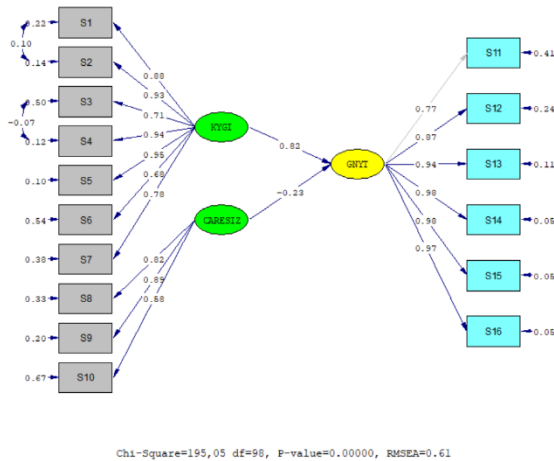 0.22 S1
0.10
0.14 S2
0.50 S3
-0.07
0.12 S4
0.10 S5
0.54 S6
0.38 S7
0.33 S8
0.20 S9
0.67 S10
0.88
0.93
0.71
0.94
0.95
0.68
0.78
0.82
0.89
0.58
KYGI
CARESIZ
0.82
-0.23
GNYT
0.77
0.87
0.94
0.98
0.98
0.97
S11 0.41
S12 0.24
S13 0.11
S14 0.05
S15 0.05
S16 0.05
Chi-Square=195,05 df=98, P-value=0.00000, RMSEA=0.61